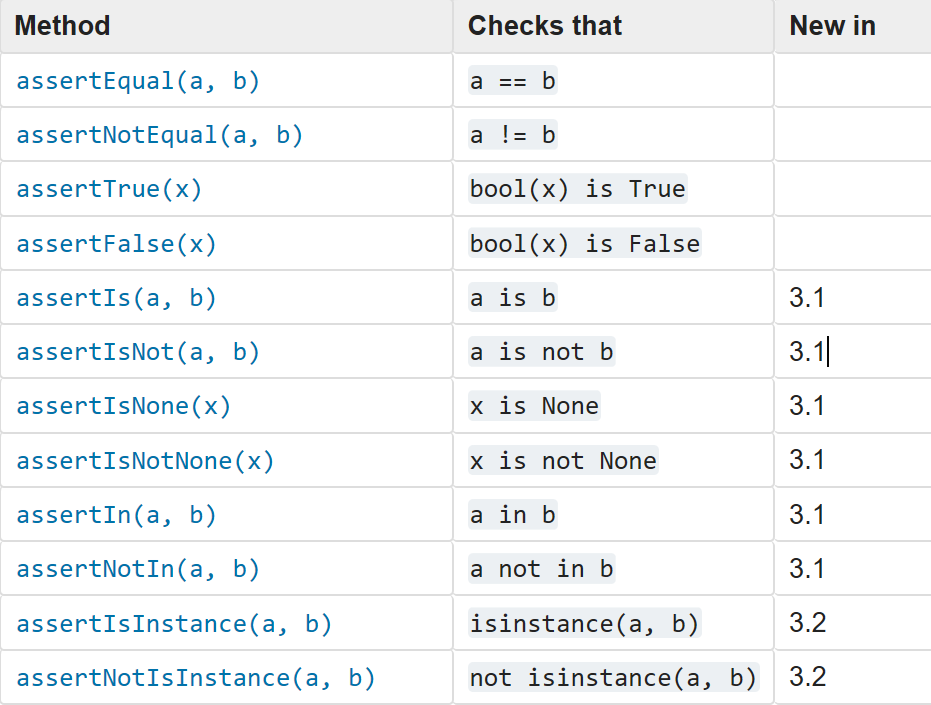 Method Checks that New in
assertEqual(a, b) a == b
assertNotEqual(a, b) a != b
assertTrue(x) bool(x) is True
assertFalse(x) bool(x) is False
assertIs(a, b) a is b 3.1
assertIsNot(a, b) a is not b 3.1
assertIsNone(x) x is None 3.1
assertIsNotNone(x) x is not None 3.1
assertIn(a, b) a in b 3.1
assertNotIn(a, b) a not in b 3.1
assertIsInstance(a, b) isinstance(a, b) 3.2
assertNotIsInstance(a, b) not isinstance(a, b) 3.2